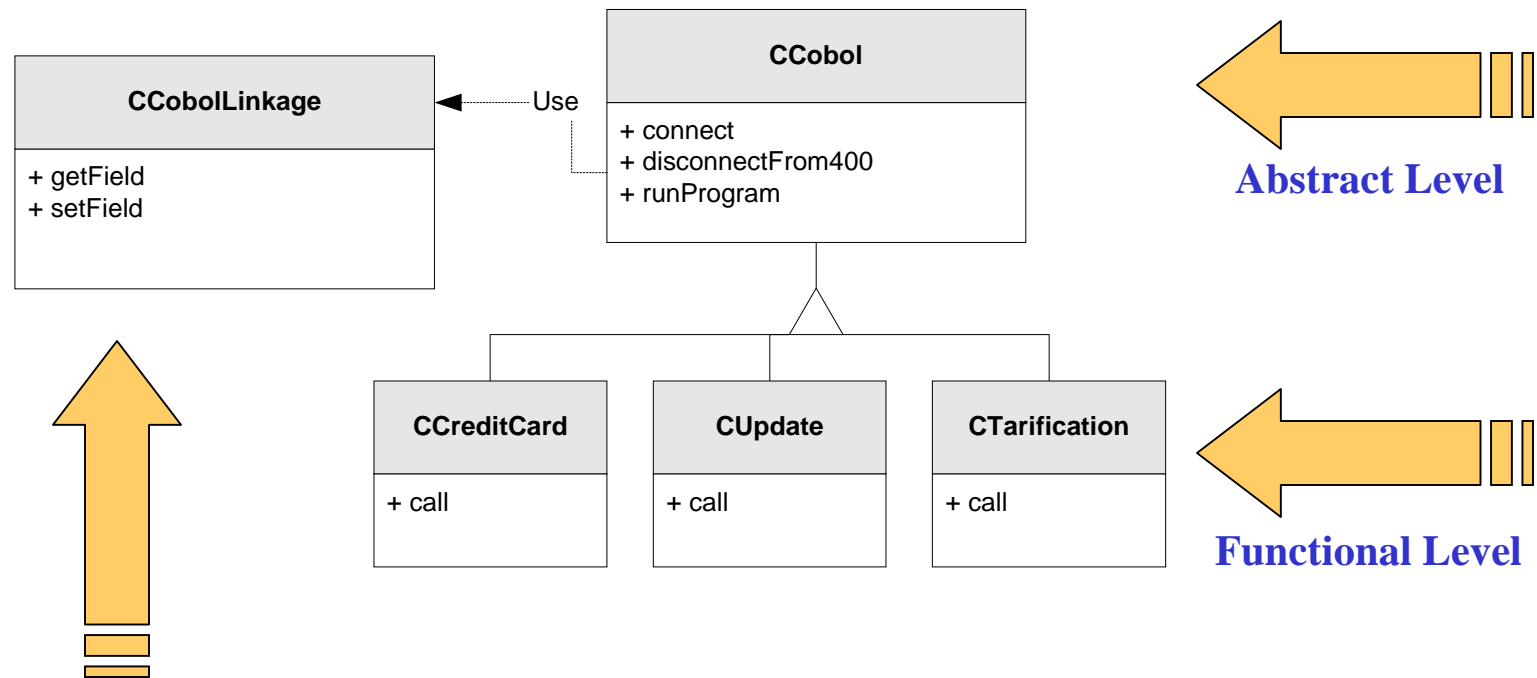 CCobolLinkage
+ getField
+ setField
Use
CCobol
+ connect
+ disconnectFrom400
+ runProgram
Abstract Level
CCreditCard
+ call
CUpdate
+ call
CTarification
+ call
Functional Level